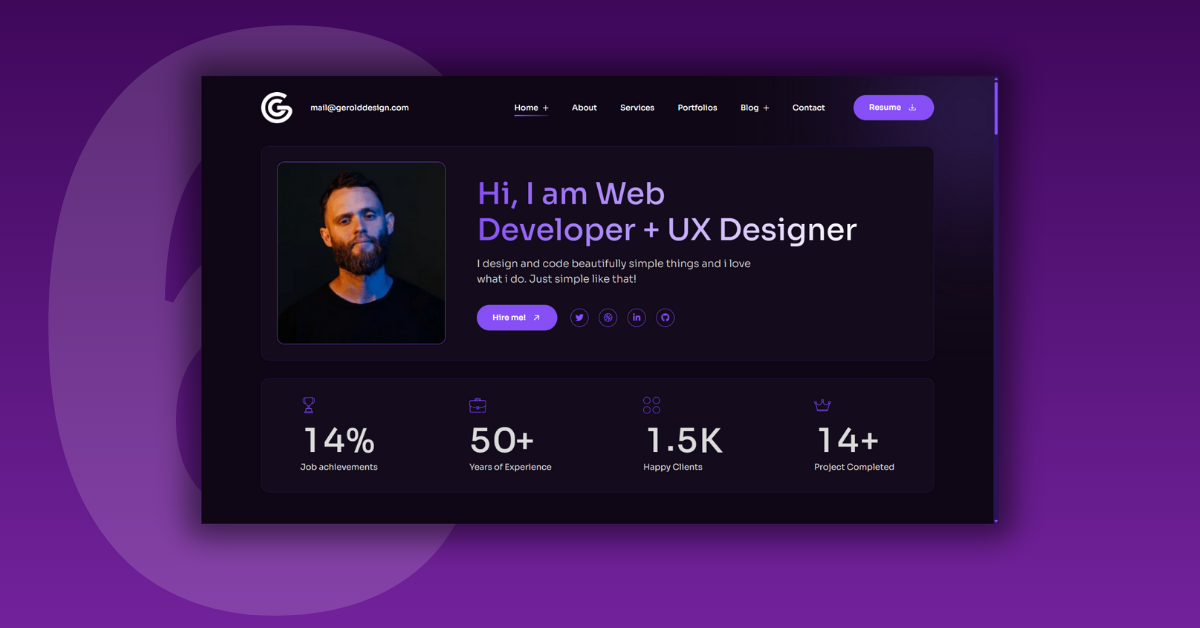 mail@gerolddesign.com
Home +
About
Services
Portfolios
Blog +
Contact
Resume
Hi, I am Web
Developer + UX Designer
I design and code beautifully simple things and i love
what i do. Just simple like that!
Hire me!
14%
Job achievements
50+
Years of Experience
1.5K
Happy Clients
14+
Project Completed